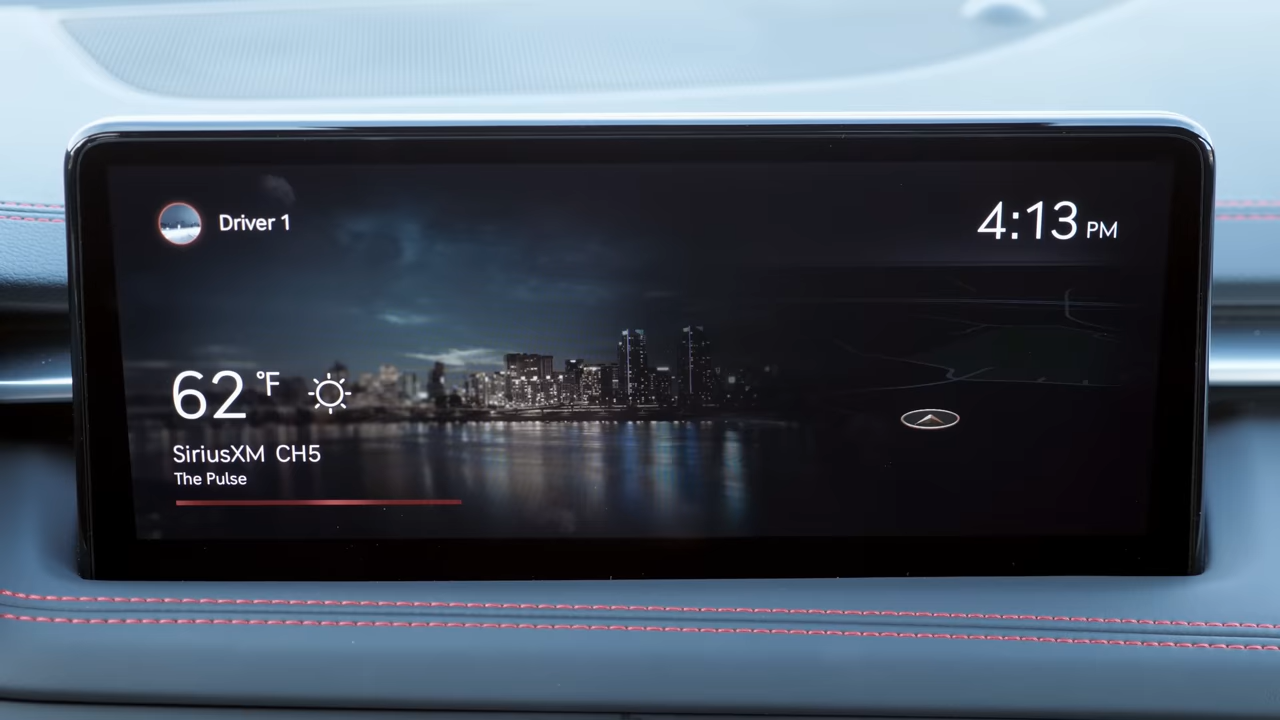 Driver 1
4:13 PM
62 °F
SiriusXM CH5
The Pulse